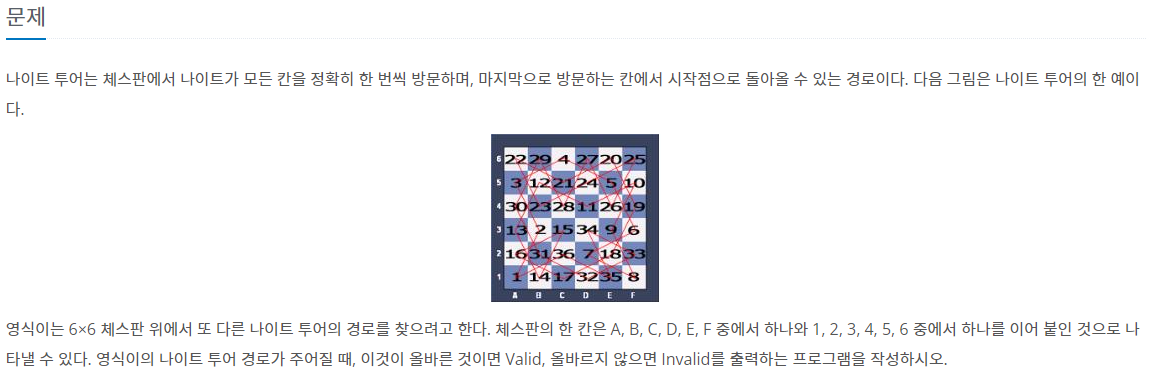 문제
나이트 투어는 체스판에서 나이트가 모든 칸을 정확히 한 번씩 방문하며, 마지막으로 방문하는 칸에서 시작점으로 돌아올 수 있는 경로이다. 다음 그림은 나이트 투어의 한 예이
다.
6 22 29 4 27 20 25
5 3 12 21 24 5 10
4 30 23 28 11 26 19
3 13 2 15 34 9 6
2 16 31 36 7 18 33
1 1 14 17 32 35 8
A B C D E F
영식이는 6×6 체스판 위에서 또 다른 나이트 투어의 경로를 찾으려고 한다. 체스판의 한 칸은 A, B, C, D, E, F 중에서 하나와 1, 2, 3, 4, 5, 6 중에서 하나를 이어 붙인 것으로 나
타낼 수 있다. 영식이의 나이트 투어 경로가 주어질 때, 이것이 올바른 것이면 Valid, 올바르지 않으면 Invalid를 출력하는 프로그램을 작성하시오.